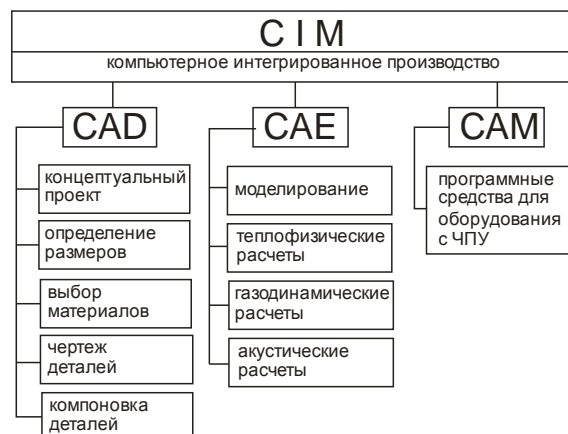 C I M
компьютерное интегрированное производство
CAD
CAE
CAM
концептуальный
проект
определение
размеров
выбор
материалов
чертеж
деталей
компоновка
деталей
моделирование
теплофизические
расчеты
газодинамические
расчеты
акустические
расчеты
программные
средства для
оборудования
с ЧПУ